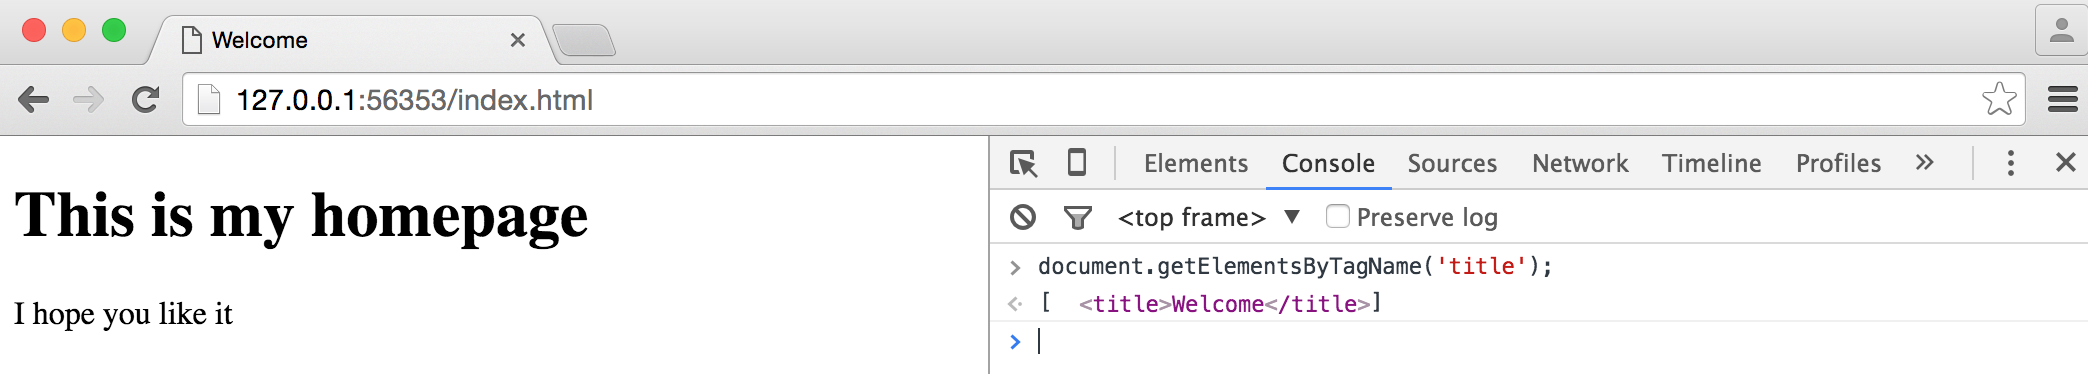 Welcome
127.0.0.1:56353/index.html
This is my homepage
I hope you like it
Elements Console Sources Network Timeline Profiles »
<top frame> ▼ Preserve log
> document.getElementsByTagName('title');
[ <title>Welcome</title>]
>